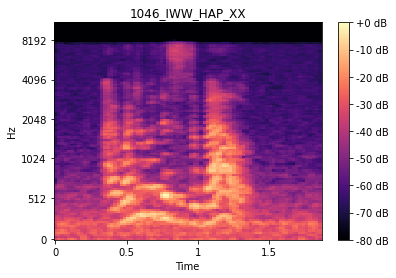 1046_IWW_HAP_XX
8192
4096
2048
1024
512
0
Hz
0
0.5
1
1.5
Time
+0 dB
-10 dB
-20 dB
-30 dB
-40 dB
-50 dB
-60 dB
-70 dB
-80 dB